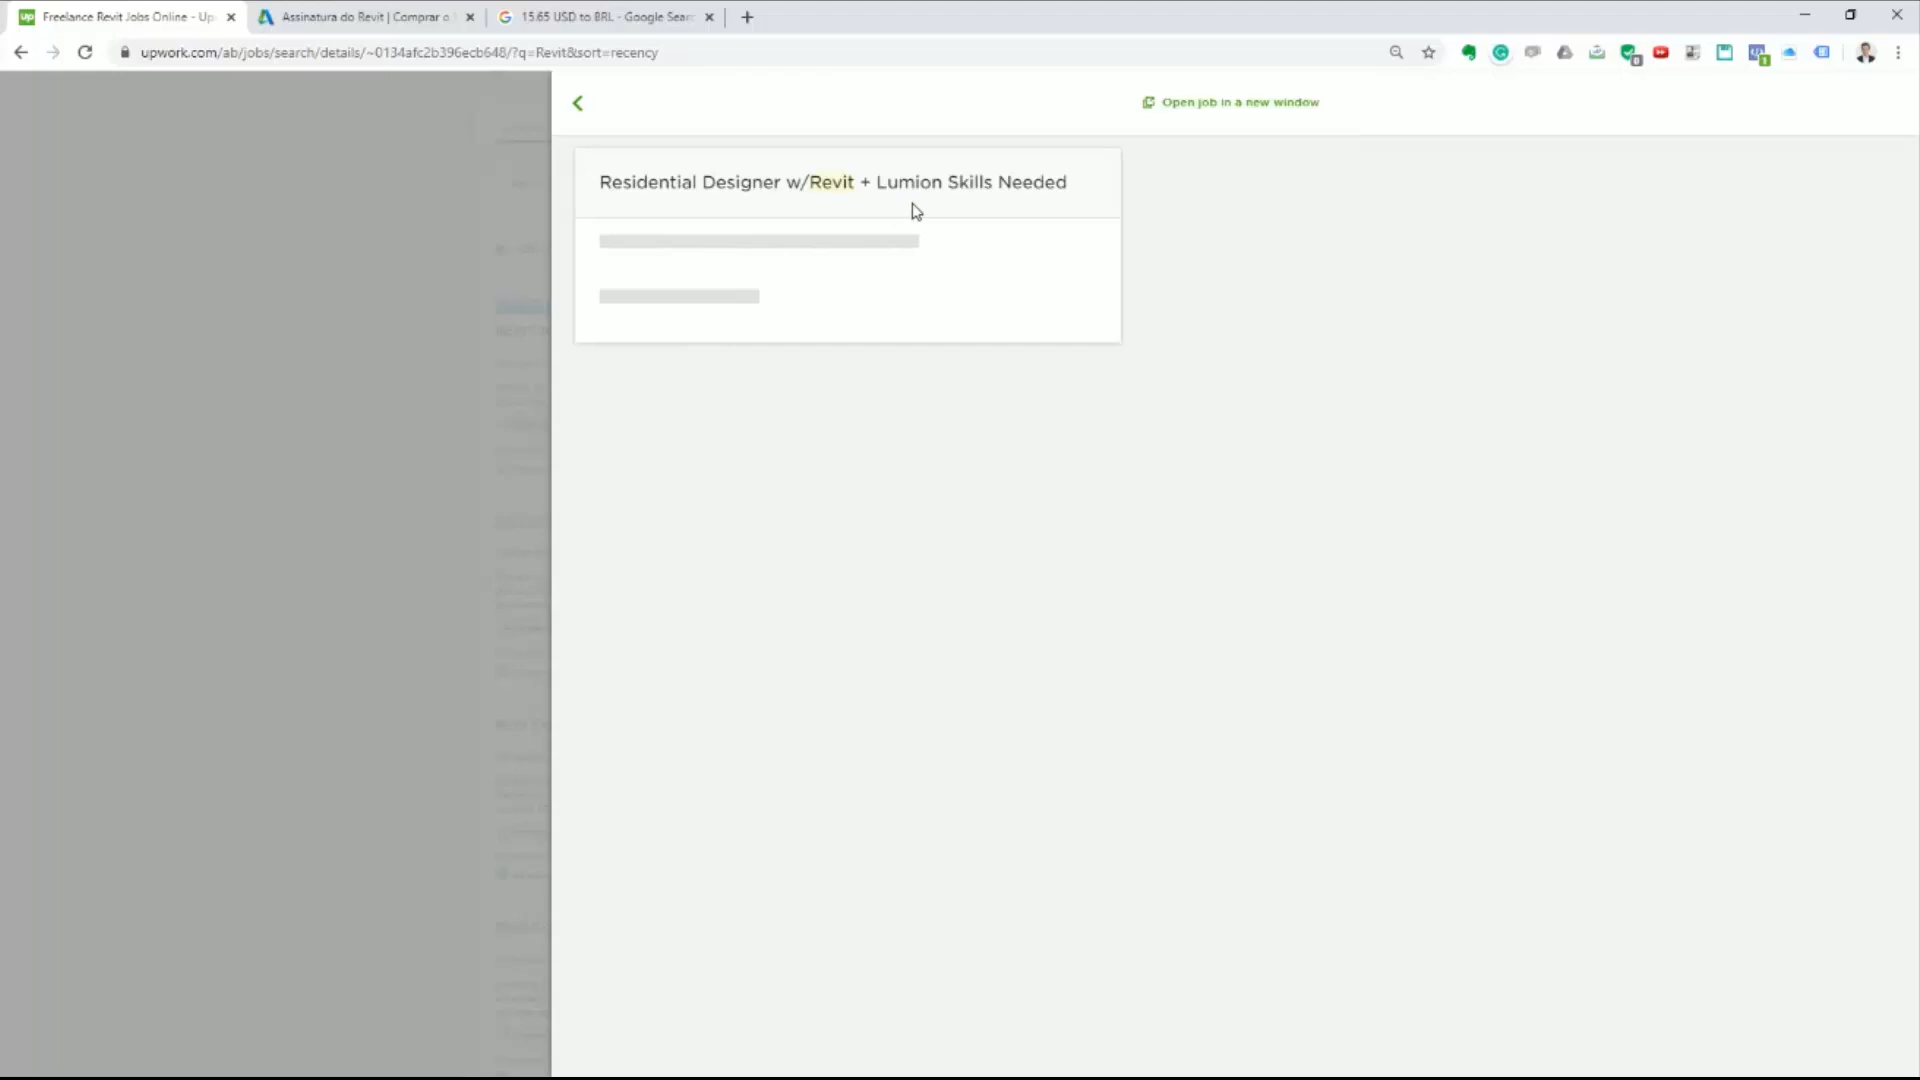 up Freelance Revit Jobs Online - Up
Assinatura do Revit | Comprar o
15.65 USD to BRL - Google Sear
upwork.com/ab/jobs/search/details/~0134afc2b396ecb648/?q=Revit&sort=recency
Open job in a new window
Residential Designer w/Revit + Lumion Skills Needed